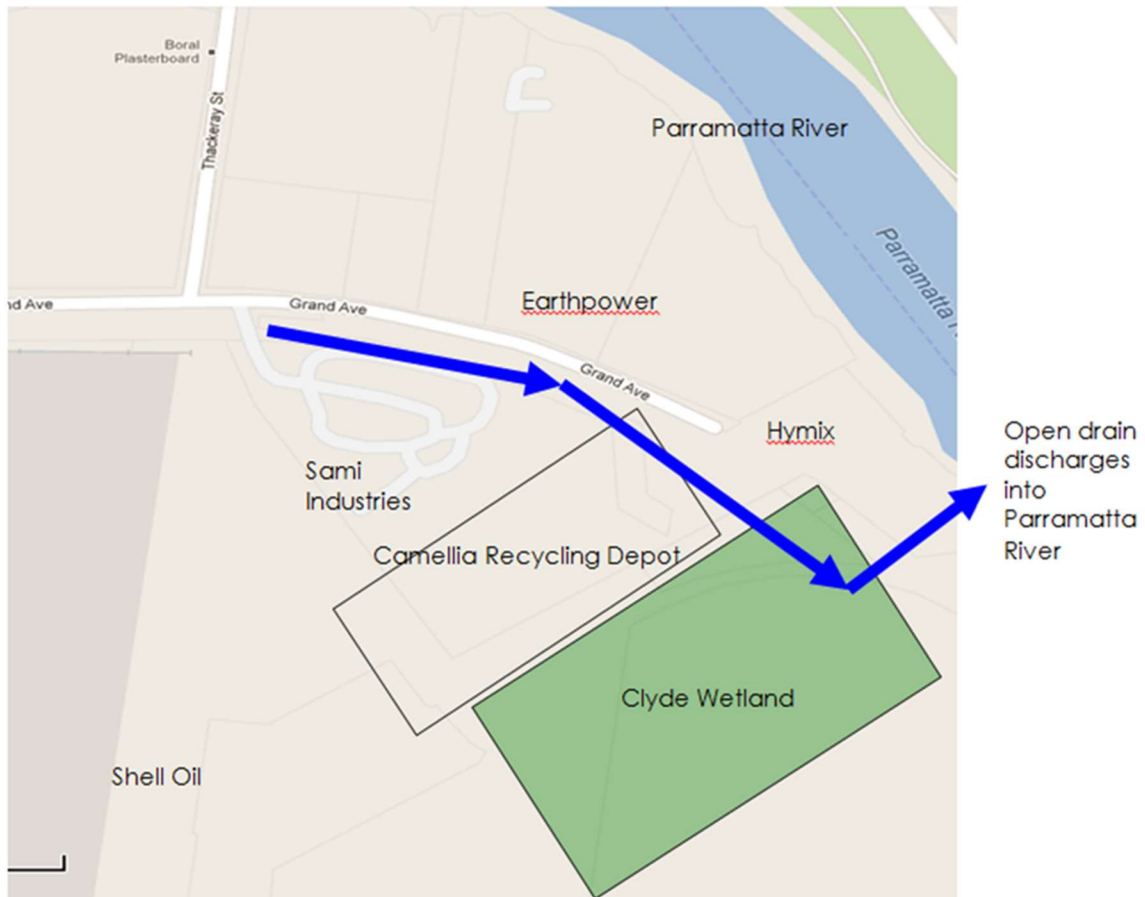 Boral
Plasterboard
Thackeray St
Parramatta River
Parramatta
nd Ave
Grand Ave
Earthpower
Grand Ave
Hymix
Open drain
discharges
into
Parramatta
River
Sami
Industries
Camellia Recycling Depot
Clyde Wetland
Shell Oil